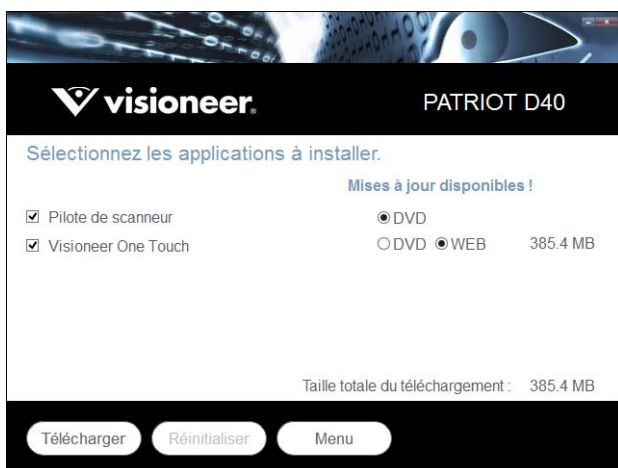 visioneer®
PATRIOT D40
Sélectionnez les applications à installer.
Mises à jour disponibles !
Pilote de scanneur DVD
Visioneer One Touch DVD WEB 385.4 MB
Taille totale du téléchargement : 385.4 MB
Télécharger Réinitialiser Menu